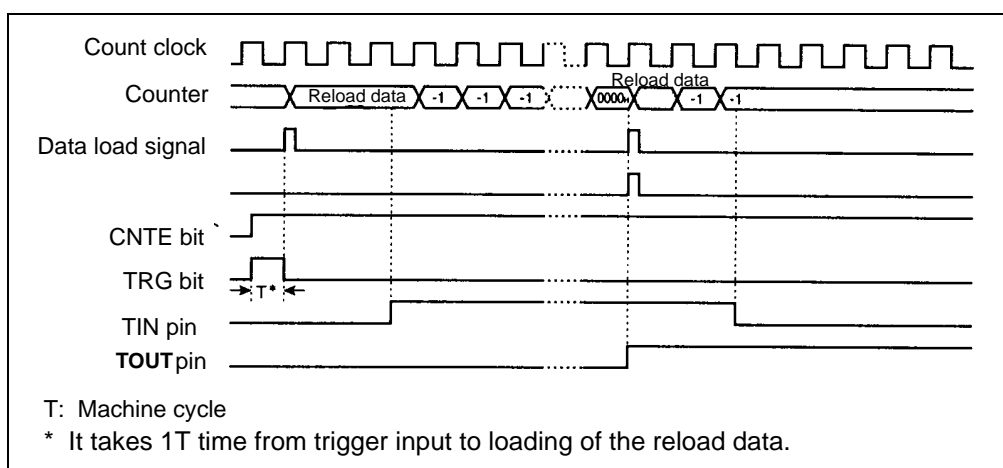 Count clock
Reload data
Counter
Reload data -1 -1 -1 0000H -1 -1
Data load signal
CNTE bit
TRG bit
T*
TIN pin
TOUT pin
T: Machine cycle
* It takes 1T time from trigger input to loading of the reload data.